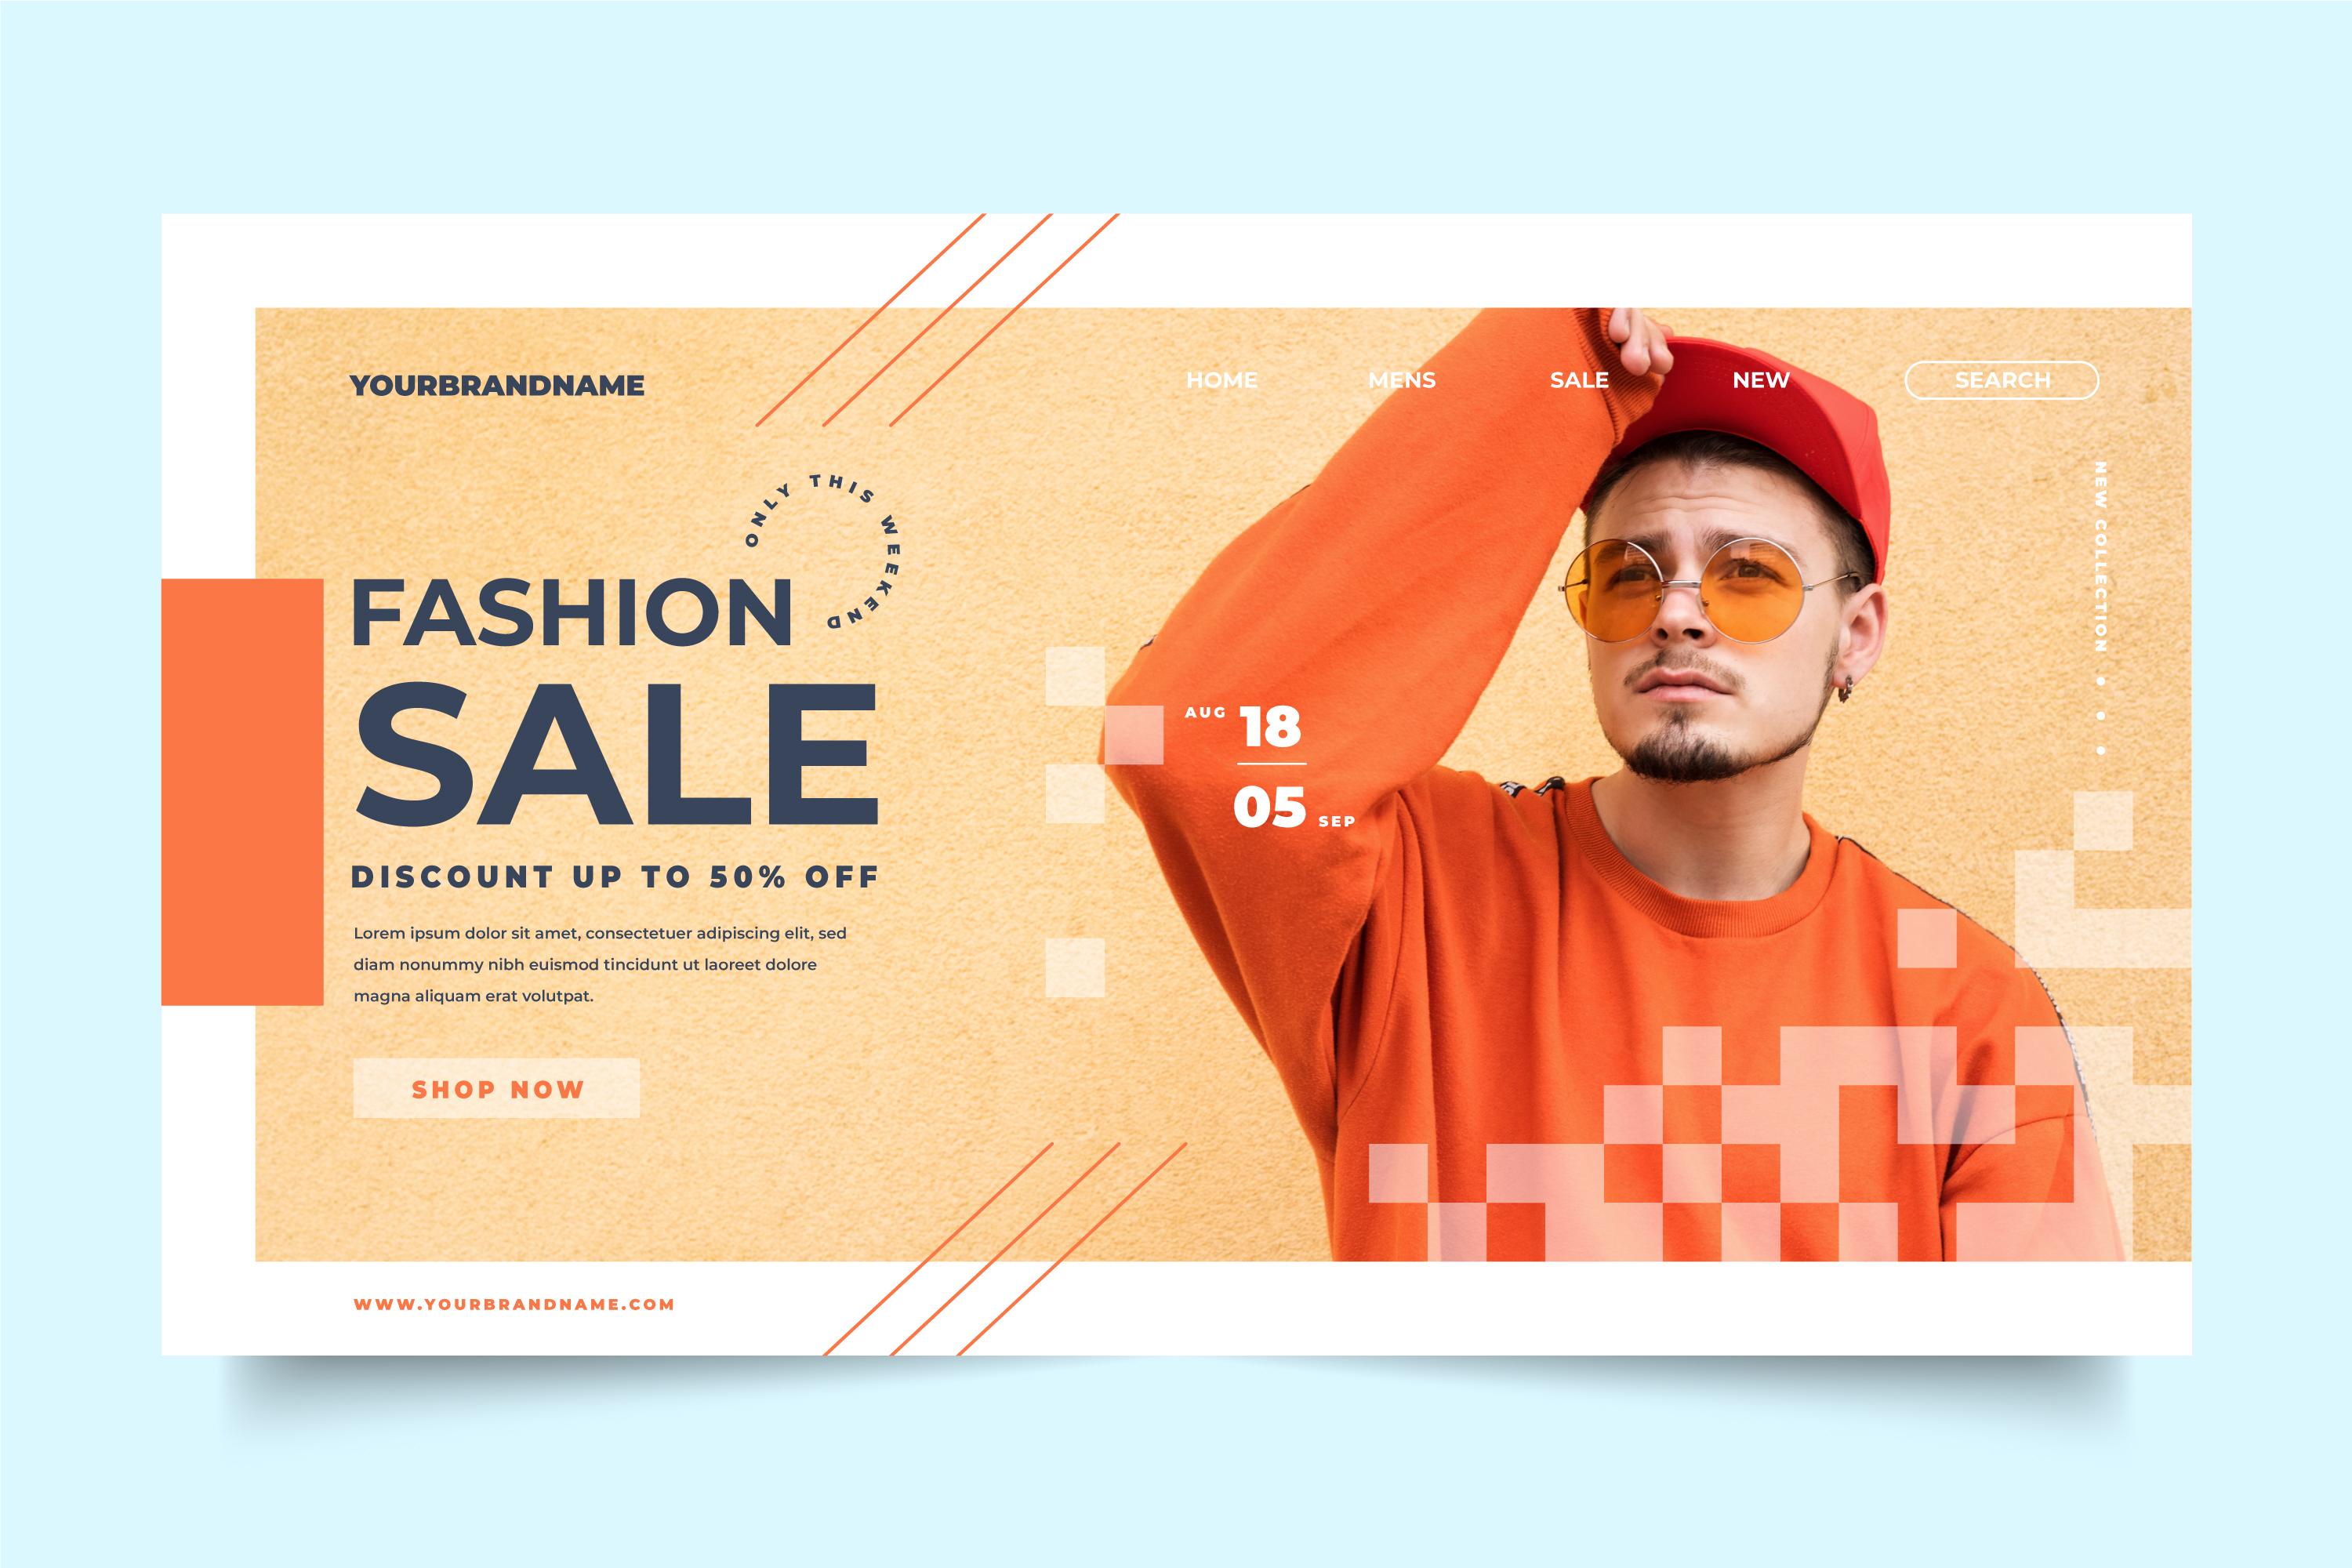 YOURBRANDNAME
HOME
MENS
SALE
NEW
SEARCH
ONLY THIS WEEKEND
FASHION
SALE
DISCOUNT UP TO 50% OFF
Lorem ipsum dolor sit amet, consectetuer adipiscing elit, sed
diam nonummy nibh euismod tincidunt ut laoreet dolore
magna aliquam erat volutpat.
SHOP NOW
AUG 18
05 SEP
NEW COLLECTION
WWW.YOURBRANDNAME.COM